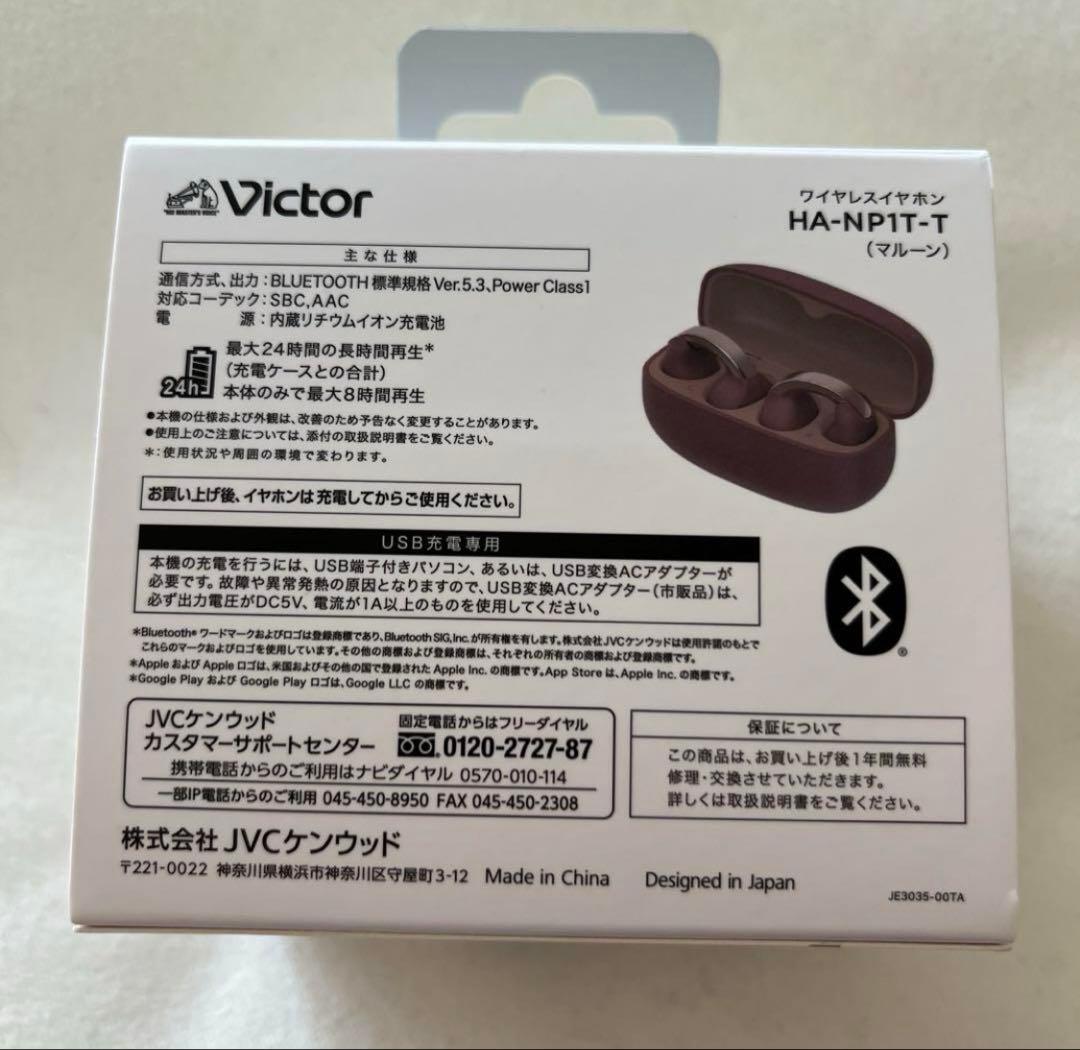 "HIS MASTER'S VOICE"
Victor
ワイヤレスイヤホン
HA-NP1T-T
(マルーン)
主な仕様
通信方式、出力：BLUETOOTH 標準規格 Ver.5.3、Power Class1
対応コーデック：SBC,AAC
電 源：内蔵リチウムイオン充電池
24h
最大24時間の長時間再生*
(充電ケースとの合計)
本体のみで最大8時間再生
●本機の仕様および外観は、改善のため予告なく変更することがあります。
●使用上のご注意については、添付の取扱説明書をご覧ください。
*：使用状況や周囲の環境で変わります。
お買い上げ後、イヤホンは充電してからご使用ください。
USB充電専用
本機の充電を行うには、USB端子付きパソコン、あるいは、USB変換ACアダプターが
必要です。故障や異常発熱の原因となりますので、USB変換ACアダプター(市販品)は、
必ず出力電圧がDC5V、電流が1A以上のものを使用してください。
*Bluetooth® ワードマークおよびロゴは登録商標であり、Bluetooth SIG,Inc. が所有権を有します。株式会社 JVCケンウッドは使用許諾のもとで
これらのマークおよびロゴを使用しています。その他の商標および登録商標は、それぞれの所有者の商標および登録商標です。
*Apple および Apple ロゴは、米国およびその他の国で登録された Apple Inc. の商標です。App Store は、Apple Inc. の商標です。
*Google Play および Google Play ロゴは、Google LLC の商標です。
®
JVCケンウッド
カスタマーサポートセンター
固定電話からはフリーダイヤル
0120-2727-87
携帯電話からのご利用はナビダイヤル 0570-010-114
一部IP電話からのご利用 045-450-8950 FAX 045-450-2308
保証について
この商品は、お買い上げ後1年間無料
修理・交換させていただきます。
詳しくは取扱説明書をご覧ください。
株式会社 JVCケンウッド
〒221-0022 神奈川県横浜市神奈川区守屋町3-12 Made in China Designed in Japan
JE3035-00TA